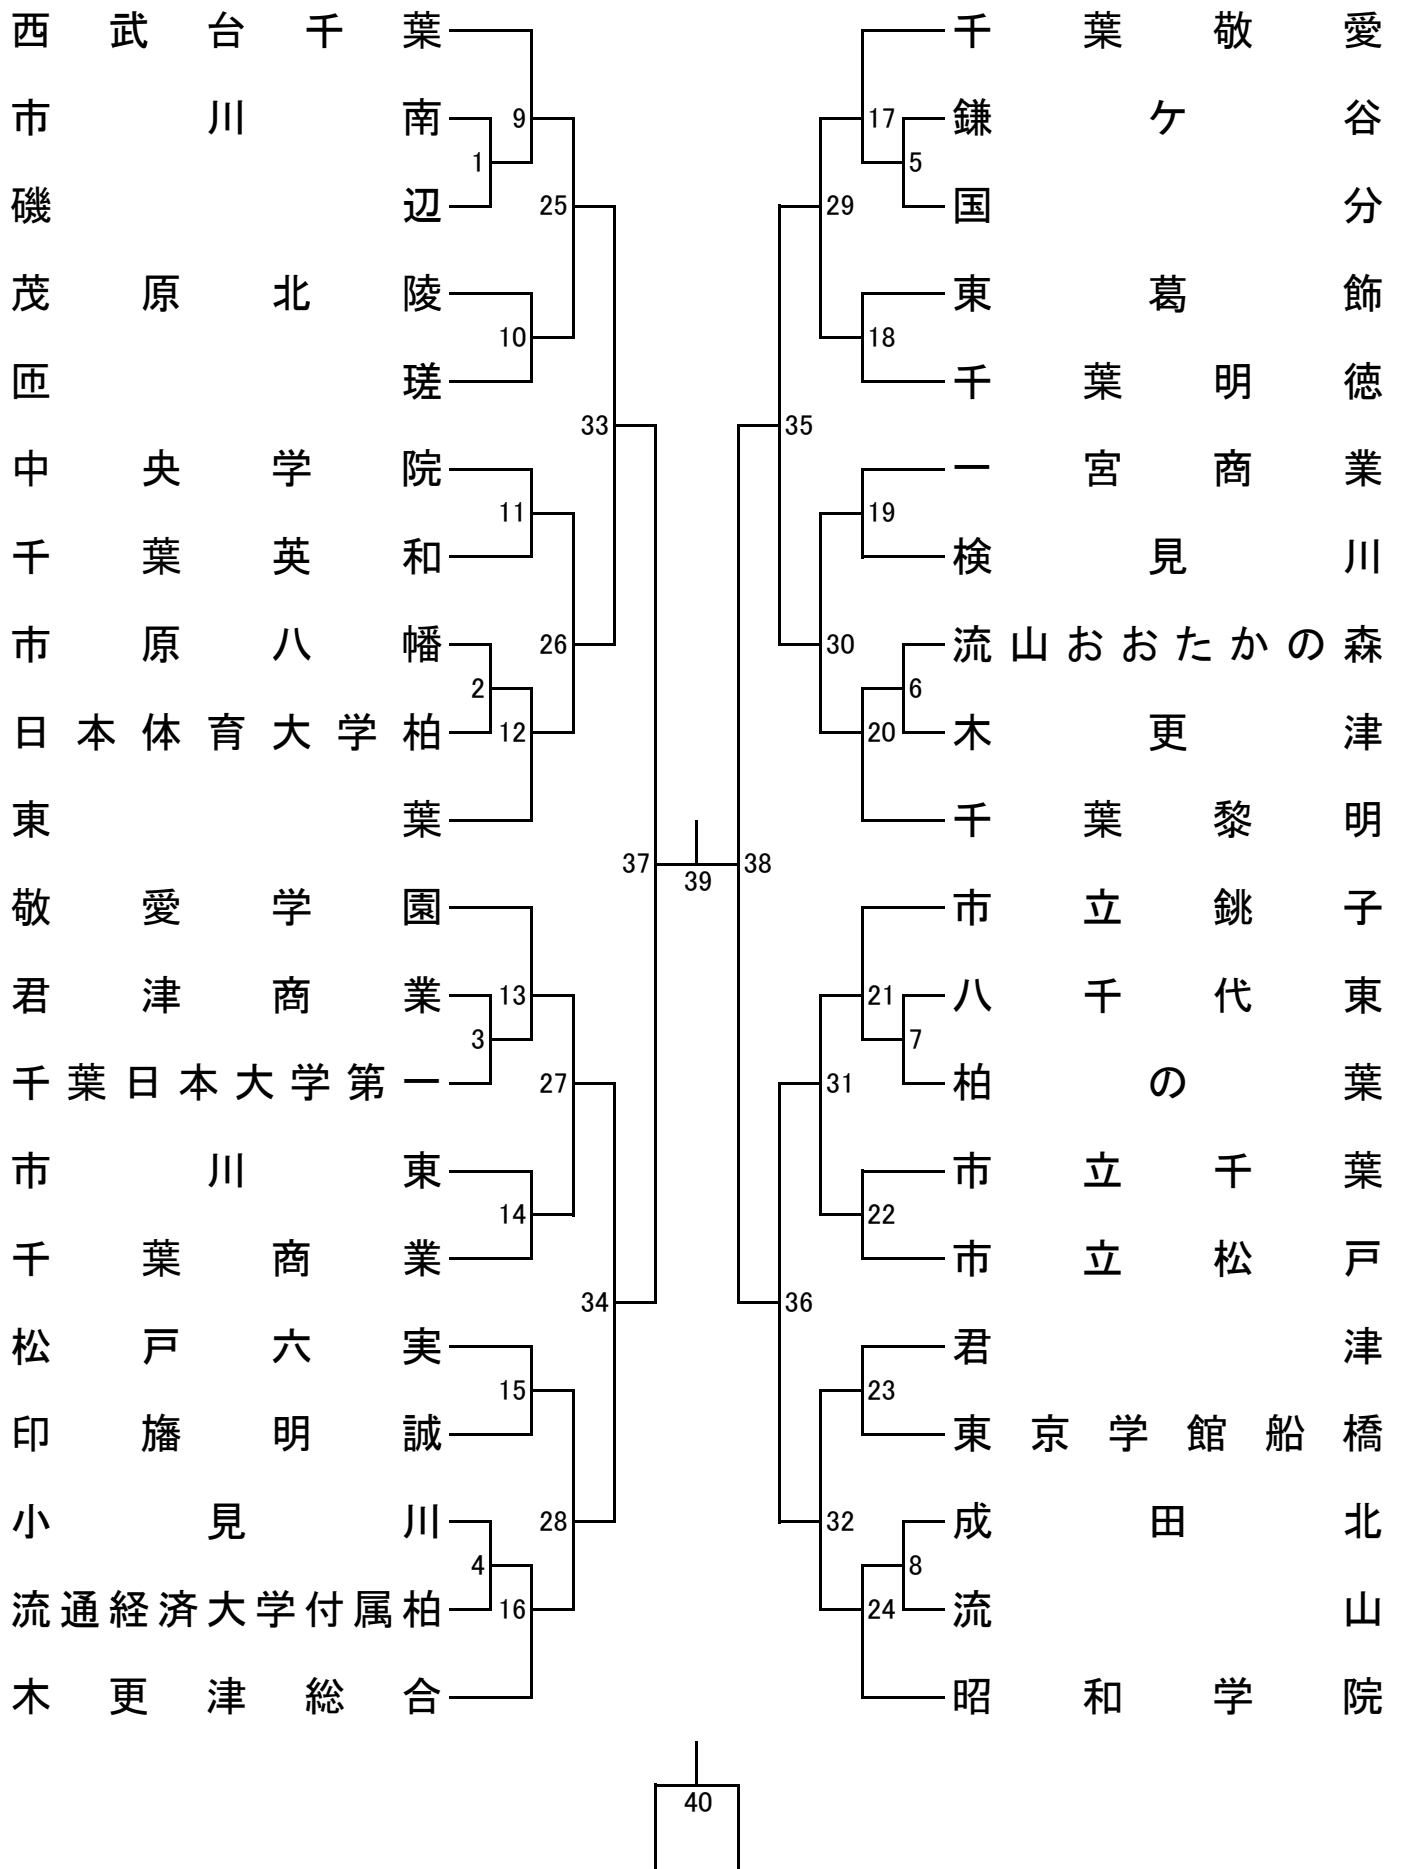 西武台千葉
市川南
磯辺
茂原北陵
匝瑳
中央学院
千葉英和
市原八幡
日本体育大学柏
東葉
敬愛学園
君津商業
千葉日本大学第一
市川東
千葉商業
松戸六実
印旛明誠
小見川
流通経済大学付属柏
木更津総合
9
1
25
10
33
11
26
2
12
37
13
3
27
14
34
15
28
4
16
39
40
38
17
5
29
18
35
19
30
6
20
21
7
31
22
36
23
32
8
24
千葉敬愛
鎌ケ谷
国分
東葛飾
千葉明徳
一宮商業
検見川
流山おおたかの森
木更津
千葉黎明
市立銚子
八千代東
柏の葉
市立千葉
市立松戸
君津
東京学館船橋
成田北
流山
昭和学院